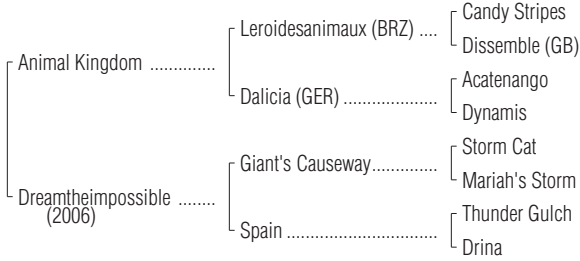 Candy Stripes
Leroidesanimaux (BRZ) ....
Dissemble (GB)
Animal Kingdom ..............
Acatenango
Dalicia (GER) ....................
Dynamis
Storm Cat
Giant's Causeway..............
Mariah's Storm
Dreamtheimpossible ........
(2006)
Thunder Gulch
Spain ................................
Drina